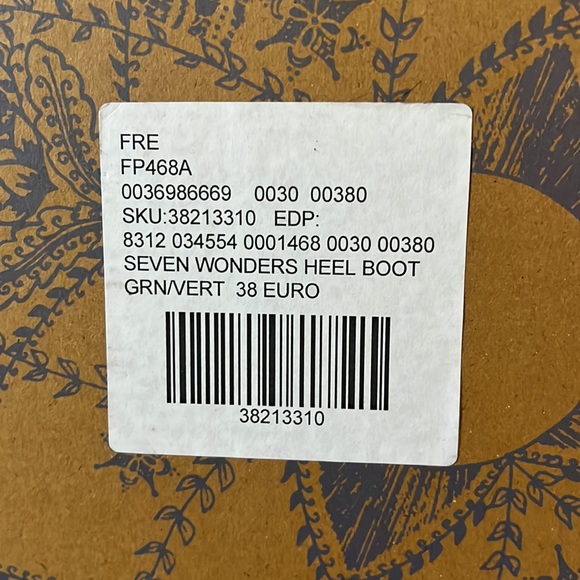 FRE
FP468A
0036986669 0030 00380
SKU:38213310 EDP:
8312 034554 0001468 0030 00380
SEVEN WONDERS HEEL BOOT
GRN/VERT 38 EURO
38213310